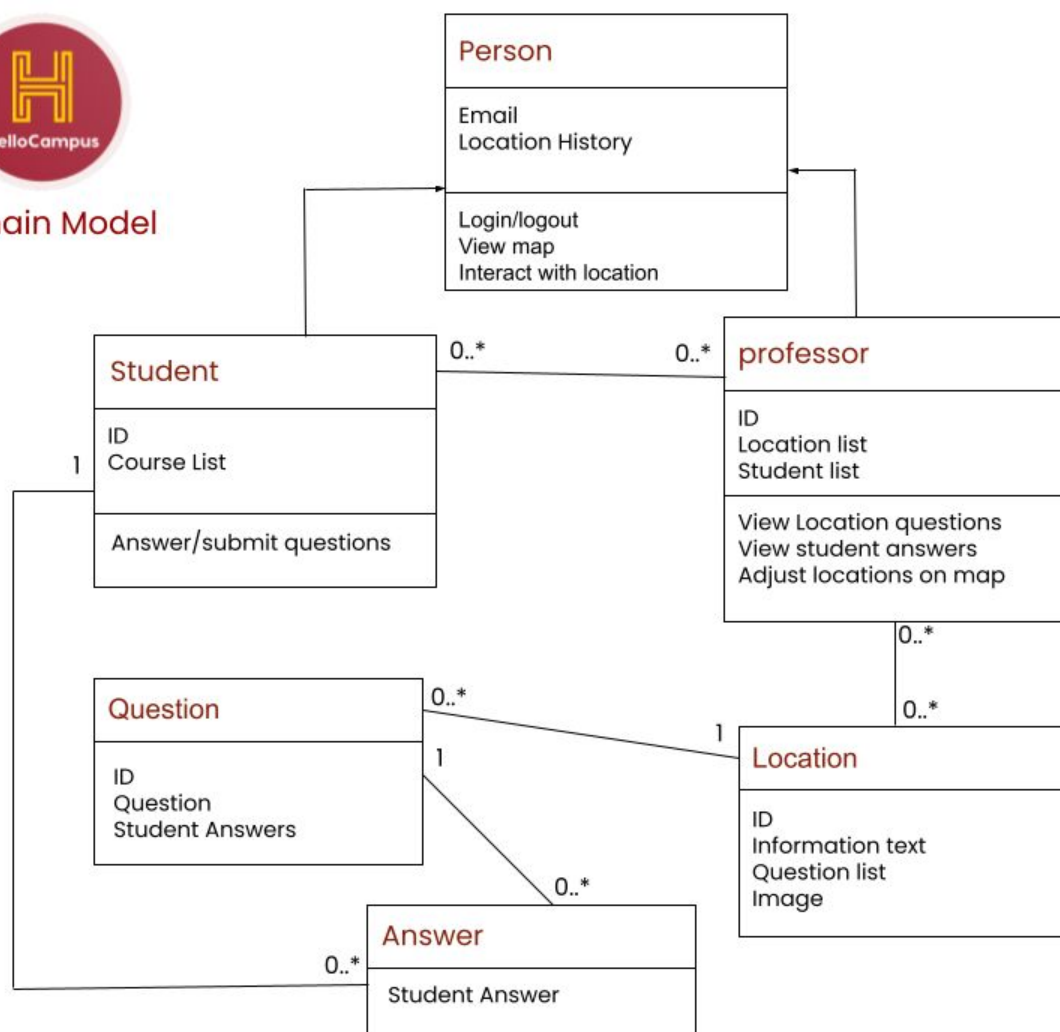 H
elloCampus
ain Model
Person
Email
Location History
Login/logout
View map
Interact with location
Student
ID
Course List
Answer/submit questions
0..*
0..*
professor
ID
Location list
Student list
View Location questions
View student answers
Adjust locations on map
1
0..*
0..*
Question
ID
Question
Student Answers
0..*
1
1
Location
ID
Information text
Question list
Image
0..*
0..*
Answer
Student Answer